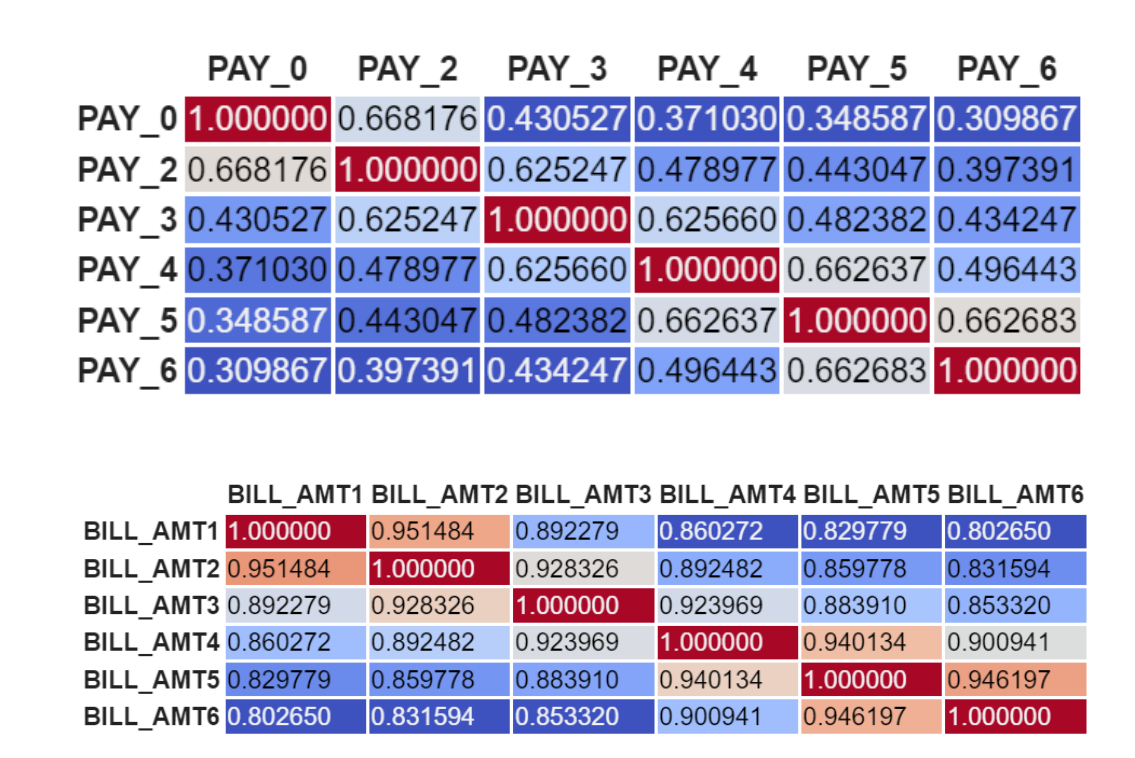 PAY_0 PAY_2 PAY_3 PAY_4 PAY_5 PAY_6
PAY_0 1.000000 0.668176 0.430527 0.371030 0.348587 0.309867
PAY_2 0.668176 1.000000 0.625247 0.478977 0.443047 0.397391
PAY_3 0.430527 0.625247 1.000000 0.625660 0.482382 0.434247
PAY_4 0.371030 0.478977 0.625660 1.000000 0.662637 0.496443
PAY_5 0.348587 0.443047 0.482382 0.662637 1.000000 0.662683
PAY_6 0.309867 0.397391 0.434247 0.496443 0.662683 1.000000
BILL_AMT1 BILL_AMT2 BILL_AMT3 BILL_AMT4 BILL_AMT5 BILL_AMT6
BILL_AMT1 1.000000 0.951484 0.892279 0.860272 0.829779 0.802650
BILL_AMT2 0.951484 1.000000 0.928326 0.892482 0.859778 0.831594
BILL_AMT3 0.892279 0.928326 1.000000 0.923969 0.883910 0.853320
BILL_AMT4 0.860272 0.892482 0.923969 1.000000 0.940134 0.900941
BILL_AMT5 0.829779 0.859778 0.883910 0.940134 1.000000 0.946197
BILL_AMT6 0.802650 0.831594 0.853320 0.900941 0.946197 1.000000